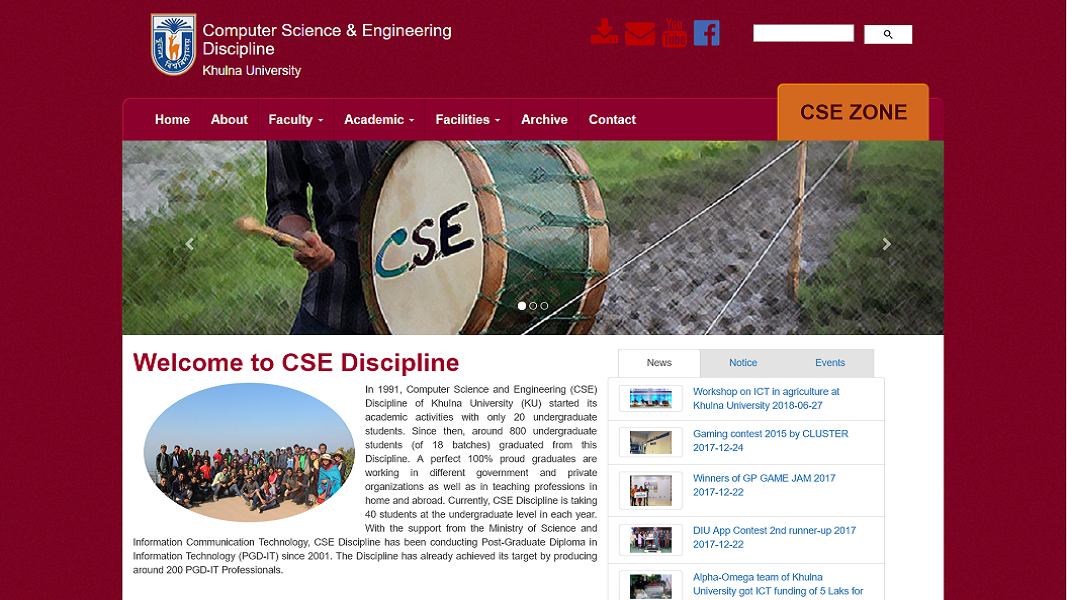 Computer Science & Engineering
Discipline
Khulna University
You
Tube
CSE ZONE
Home About Faculty Academic Facilities Archive Contact
CSE
Welcome to CSE Discipline
In 1991, Computer Science and Engineering (CSE)
Discipline of Khulna University (KU) started its
academic activities with only 20 undergraduate
students. Since then, around 800 undergraduate
students (of 18 batches) graduated from this
Discipline. A perfect 100% proud graduates are
working in different government and private
organizations as well as in teaching professions in
home and abroad. Currently, CSE Discipline is taking
40 students at the undergraduate level in each year.
With the support from the Ministry of Science and
Information Communication Technology, CSE Discipline has been conducting Post-Graduate Diploma in
Information Technology (PGD-IT) since 2001. The Discipline has already achieved its target by producing
around 200 PGD-IT Professionals.
News Notice Events
Workshop on ICT in agriculture at
Khulna University 2018-06-27
Gaming contest 2015 by CLUSTER
2017-12-24
Winners of GP GAME JAM 2017
2017-12-22
DIU App Contest 2nd runner-up 2017
2017-12-22
Alpha-Omega team of Khulna
University got ICT funding of 5 Laks for